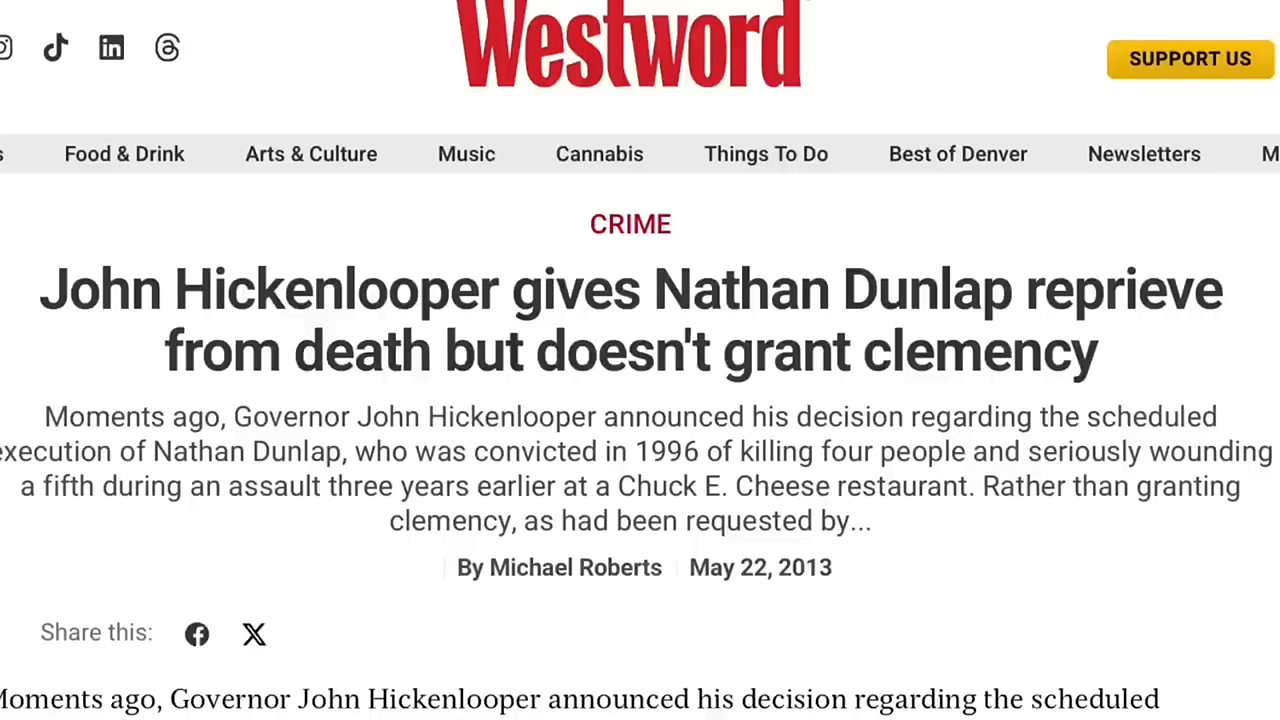 Westword
SUPPORT US
Food & Drink Arts & Culture Music Cannabis Things To Do Best of Denver Newsletters
CRIME
John Hickenlooper gives Nathan Dunlap reprieve
from death but doesn't grant clemency
Moments ago, Governor John Hickenlooper announced his decision regarding the scheduled
execution of Nathan Dunlap, who was convicted in 1996 of killing four people and seriously wounding
a fifth during an assault three years earlier at a Chuck E. Cheese restaurant. Rather than granting
clemency, as had been requested by...
By Michael Roberts May 22, 2013
Share this:
Moments ago, Governor John Hickenlooper announced his decision regarding the scheduled